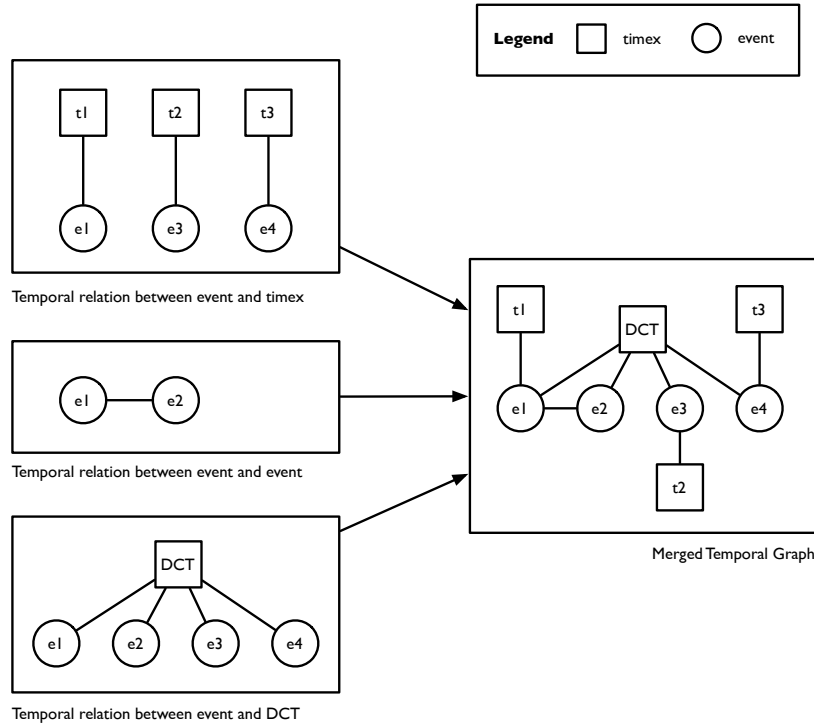 Legend timex event
t1 t2 t3
e1 e3 e4
Temporal relation between event and timex
e1 e2
Temporal relation between event and event
DCT
e1 e2 e3 e4
Temporal relation between event and DCT
t1 DCT t3
e1 e2 e3 e4
t2
Merged Temporal Graph